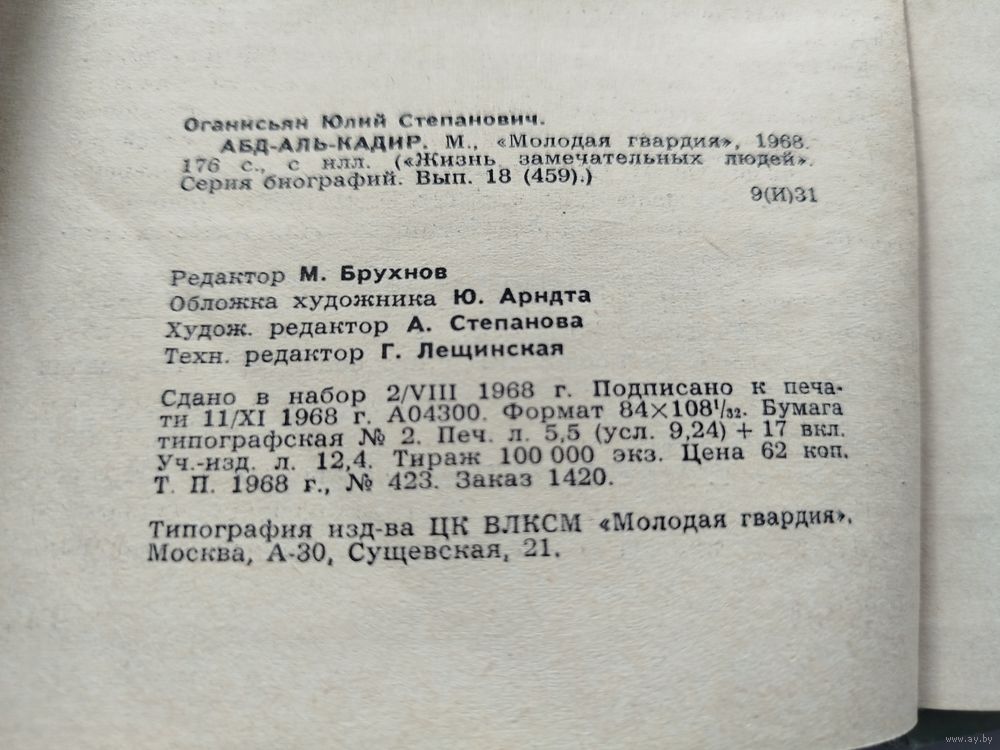 Оганисьян Юлий Степанович.
АБД-АЛЬ-КАДИР. М., «Молодая гвардия», 1968.
176 с., с илл. («Жизнь замечательных людей».
Серия биографий. Вып. 18 (459).)
9(И)31
Редактор М. Брухнов
Обложка художника Ю. Арндта
Худож. редактор А. Степанова
Техн. редактор Г. Лещинская
Сдано в набор 2/VIII 1968 г. Подписано к печа-
ти 11/XI 1968 г. А04300. Формат 84×108¹/₃₂. Бумага
типографская № 2. Печ. л. 5,5 (усл. 9,24) + 17 вкл.
Уч.-изд. л. 12,4. Тираж 100 000 экз. Цена 62 коп.
Т. П. 1968 г., № 423. Заказ 1420.
Типография изд-ва ЦК ВЛКСМ «Молодая гвардия».
Москва, А-30, Сущевская, 21.
www.ay.by